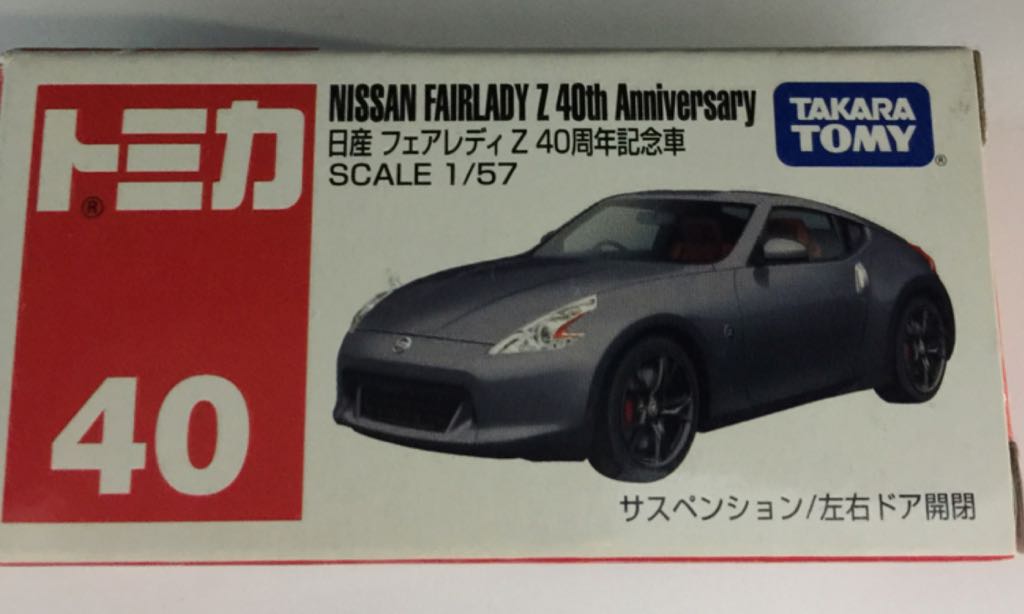 トミカ®
NISSAN FAIRLADY Z 40th Anniversary
日産 フェアレディ Z 40周年記念車
SCALE 1/57
TAKARA
TOMY®
40
サスペンション/左右ドア開閉